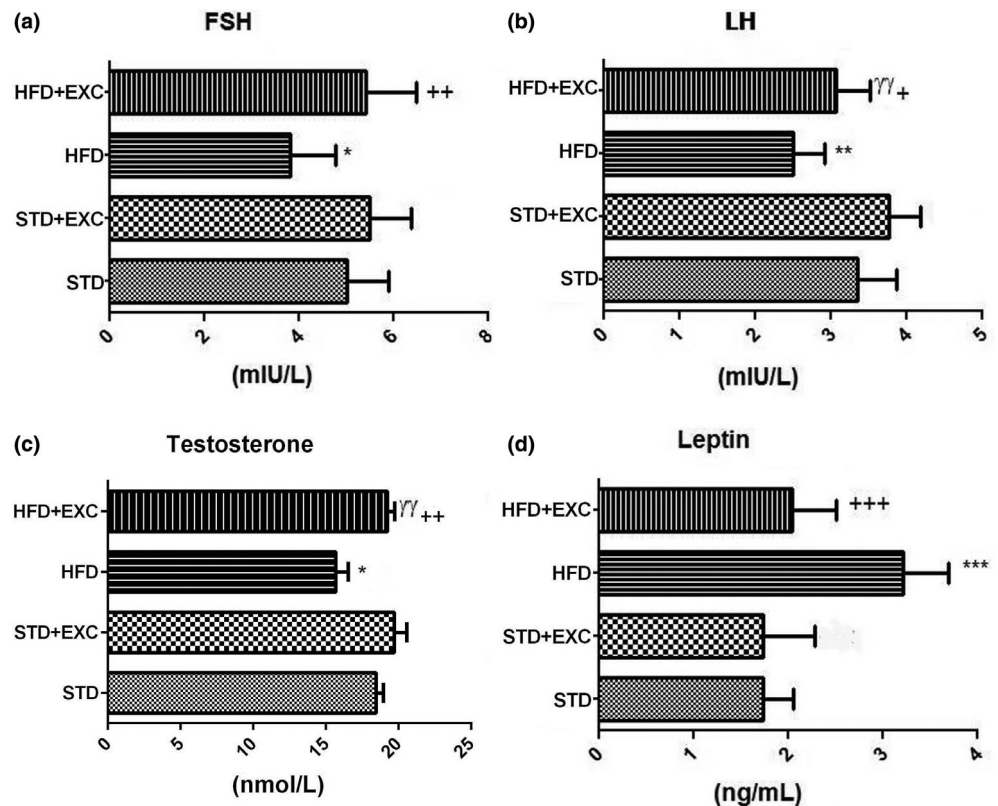 (a) FSH
HFD+EXC ++
HFD *
STD+EXC
STD
0 2 4 6 8
(mIU/L)
(b) LH
HFD+EXC γγ +
HFD **
STD+EXC
STD
0 1 2 3 4 5
(mIU/L)
(c) Testosterone
HFD+EXC γγ ++
HFD *
STD+EXC
STD
0 5 10 15 20 25
(nmol/L)
(d) Leptin
HFD+EXC +++
HFD ***
STD+EXC
STD
0 1 2 3 4
(ng/mL)